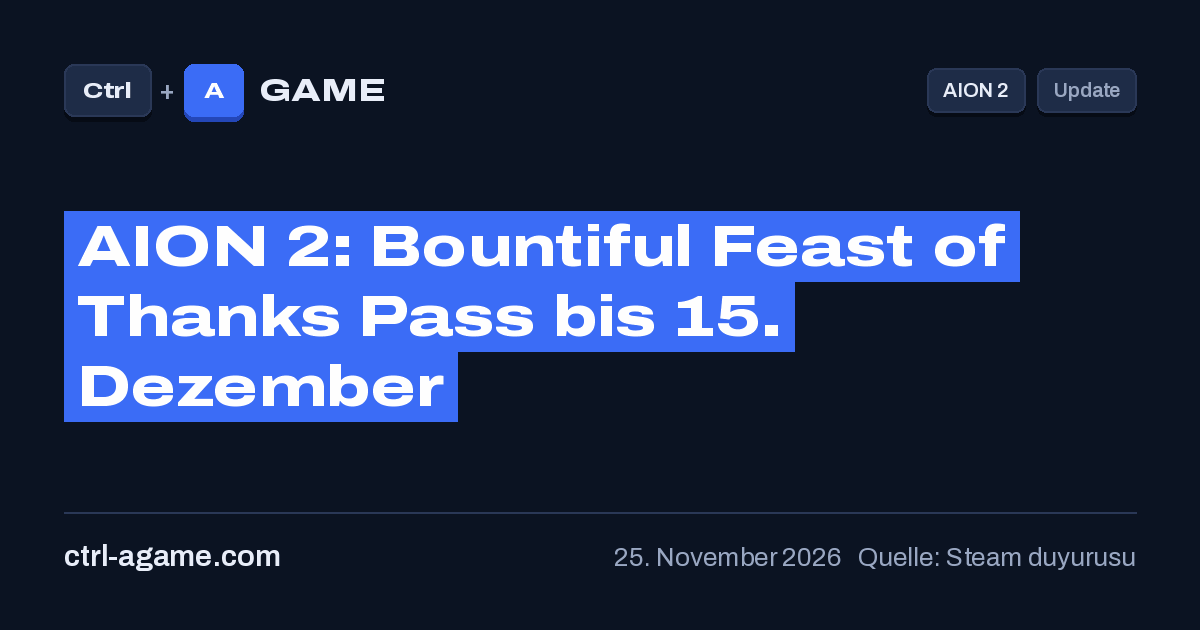 Ctrl + A GAME
AION 2 Update
AION 2: Bountiful Feast of
Thanks Pass bis 15.
Dezember
ctrl-agame.com
25. November 2026 Quelle: Steam duyurusu